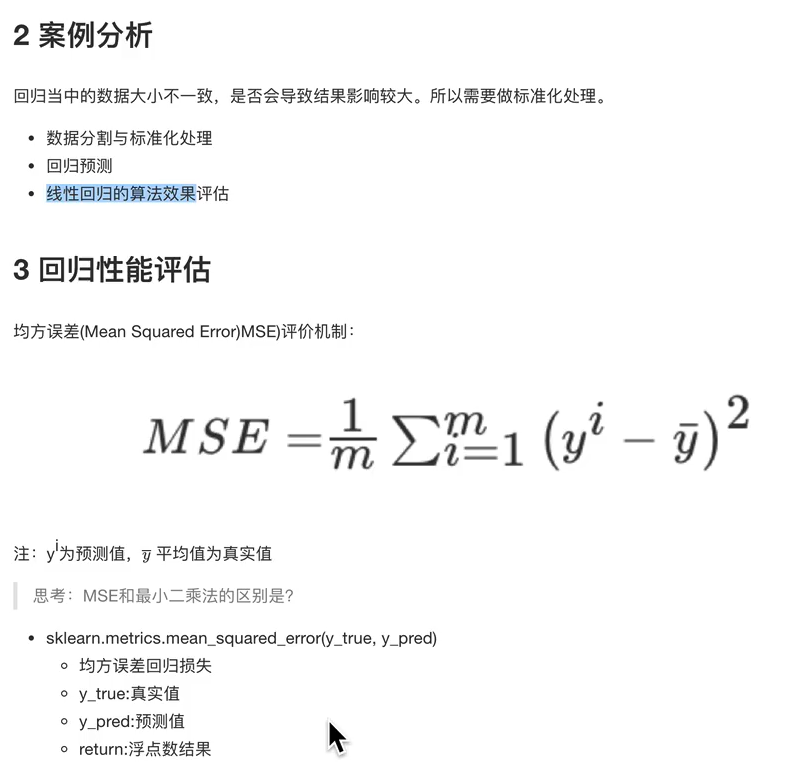 2 案例分析
回归当中的数据大小不一致，是否会导致结果影响较大。所以需要做标准化处理。
• 数据分割与标准化处理
• 回归预测
• 线性回归的算法效果评估
3 回归性能评估
均方误差(Mean Squared Error)MSE)评价机制：
MSE = \frac{1}{m} \sum_{i=1}^{m} (y^i - \bar{y})^2
注：yⁱ为预测值，ȳ 平均值为真实值
思考：MSE和最小二乘法的区别是？
• sklearn.metrics.mean_squared_error(y_true, y_pred)
◦ 均方误差回归损失
◦ y_true:真实值
◦ y_pred:预测值
◦ return:浮点数结果